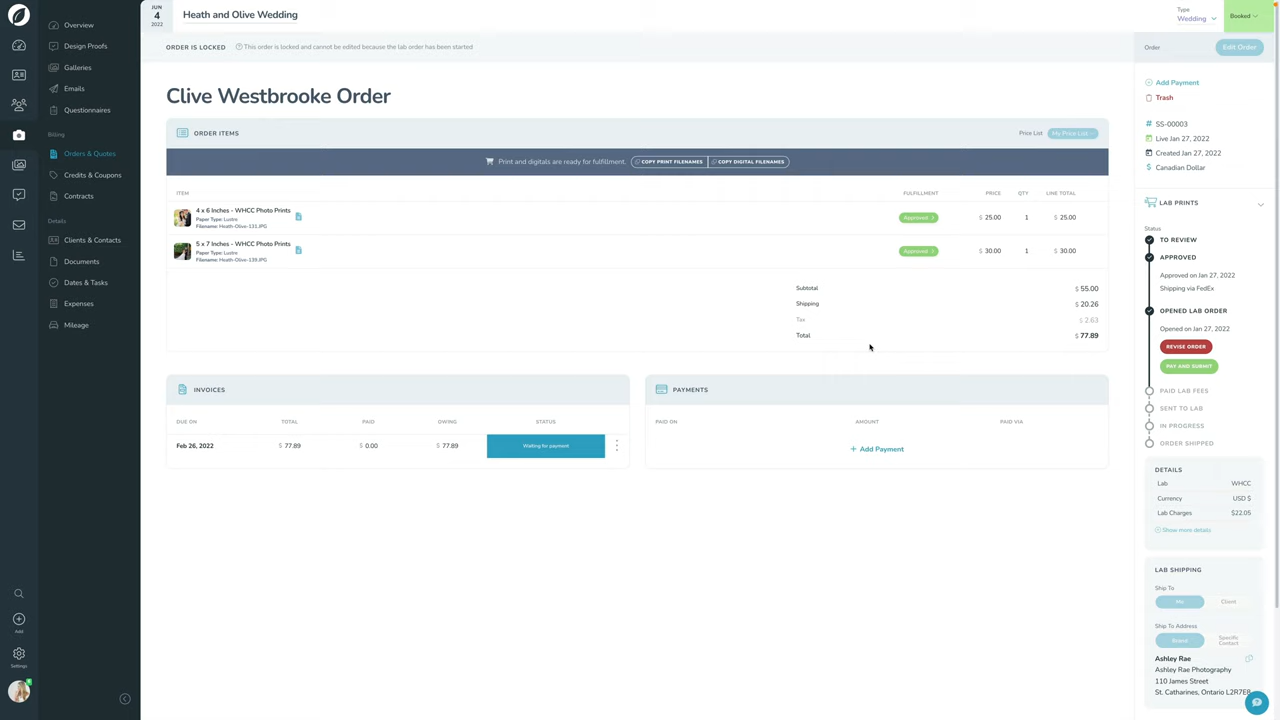 JUN
4
2022
Heath and Olive Wedding
Type
Wedding
Booked
Overview
Design Proofs
Galleries
Emails
Questionnaires
Billing
Orders & Quotes
Credits & Coupons
Contracts
Details
Clients & Contacts
Documents
Dates & Tasks
Expenses
Mileage
Add
Settings
ORDER IS LOCKED
This order is locked and cannot be edited because the lab order has been started
Order
Edit Order
Clive Westbrooke Order
ORDER ITEMS
Price List
My Price List
Print and digitals are ready for fulfillment.
COPY PRINT FILENAMES
COPY DIGITAL FILENAMES
ITEM FULFILLMENT PRICE QTY LINE TOTAL
4 x 6 Inches - WHCC Photo Prints
Paper Type: Lustre
Filename: Heath-Olive-131.JPG
Approved $ 25.00 1 $ 25.00
5 x 7 Inches - WHCC Photo Prints
Paper Type: Lustre
Filename: Heath-Olive-139.JPG
Approved $ 30.00 1 $ 30.00
Subtotal $ 55.00
Shipping $ 20.26
Tax $ 2.63
Total $ 77.89
INVOICES
DUE ON TOTAL PAID OWING STATUS
Feb 26, 2022 $ 77.89 $ 0.00 $ 77.89 Waiting for payment
PAYMENTS
PAID ON AMOUNT PAID VIA
+ Add Payment
Add Payment
Trash
# SS-00003
Live Jan 27, 2022
Created Jan 27, 2022
$ Canadian Dollar
LAB PRINTS
Status
TO REVIEW
APPROVED
Approved on Jan 27, 2022
Shipping via FedEx
OPENED LAB ORDER
Opened on Jan 27, 2022
REVISE ORDER
PAY AND SUBMIT
PAID LAB FEES
SENT TO LAB
IN PROGRESS
ORDER SHIPPED
DETAILS
Lab WHCC
Currency USD $
Lab Charges $22.05
Show more details
LAB SHIPPING
Ship To
Me Client
Ship To Address
Brand Specific Contact
Ashley Rae
Ashley Rae Photography
110 James Street
St. Catharines, Ontario L2R7E8